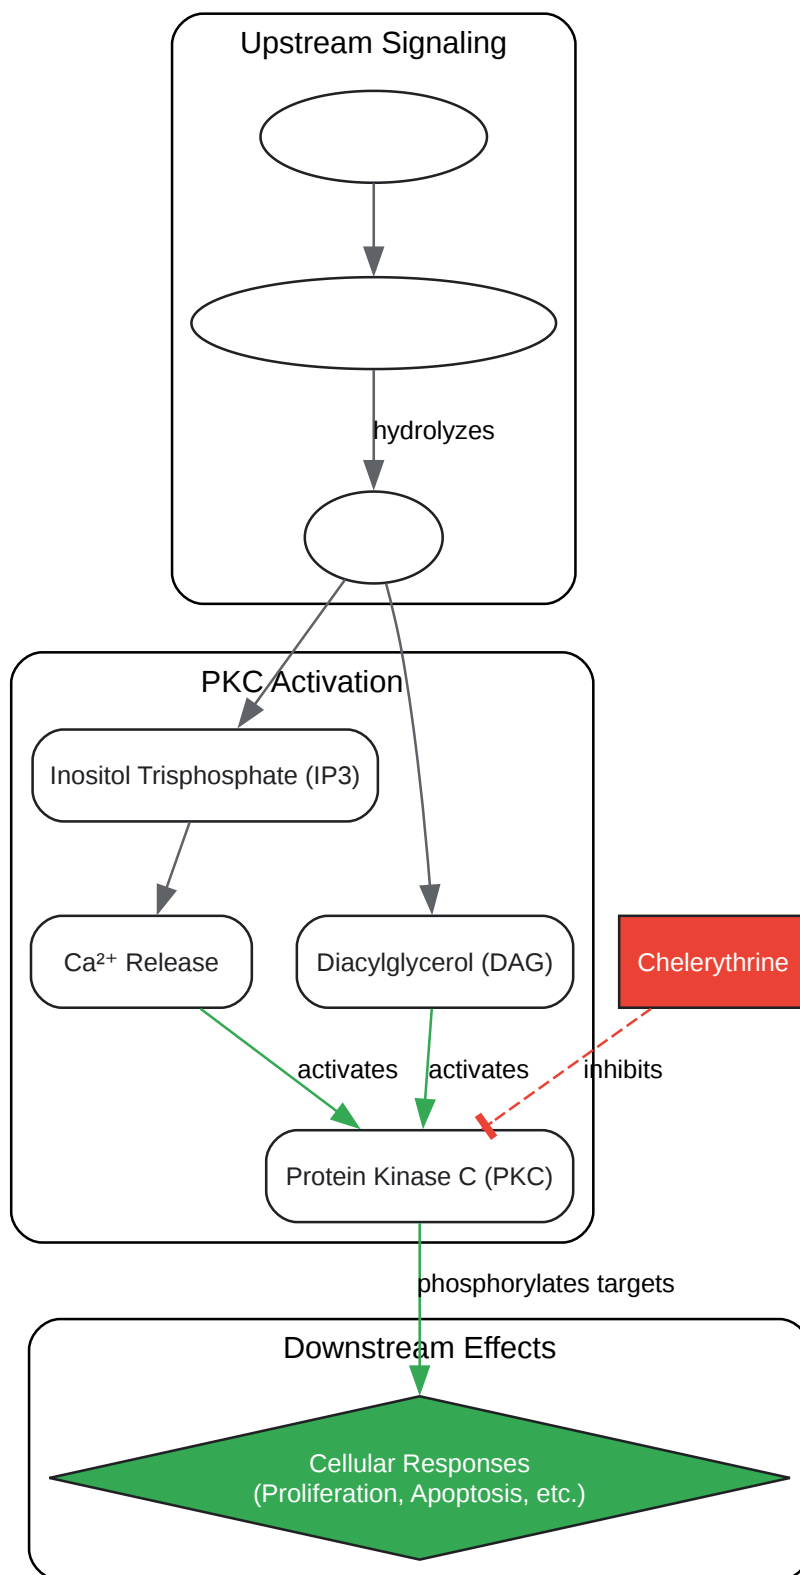 Upstream Signaling
hydrolyzes
PKC Activation
Inositol Trisphosphate (IP3)
Ca²⁺ Release
Diacylglycerol (DAG)
Chelerythrine
activates
activates
inhibits
Protein Kinase C (PKC)
phosphorylates targets
Downstream Effects
Cellular Responses
(Proliferation, Apoptosis, etc.)